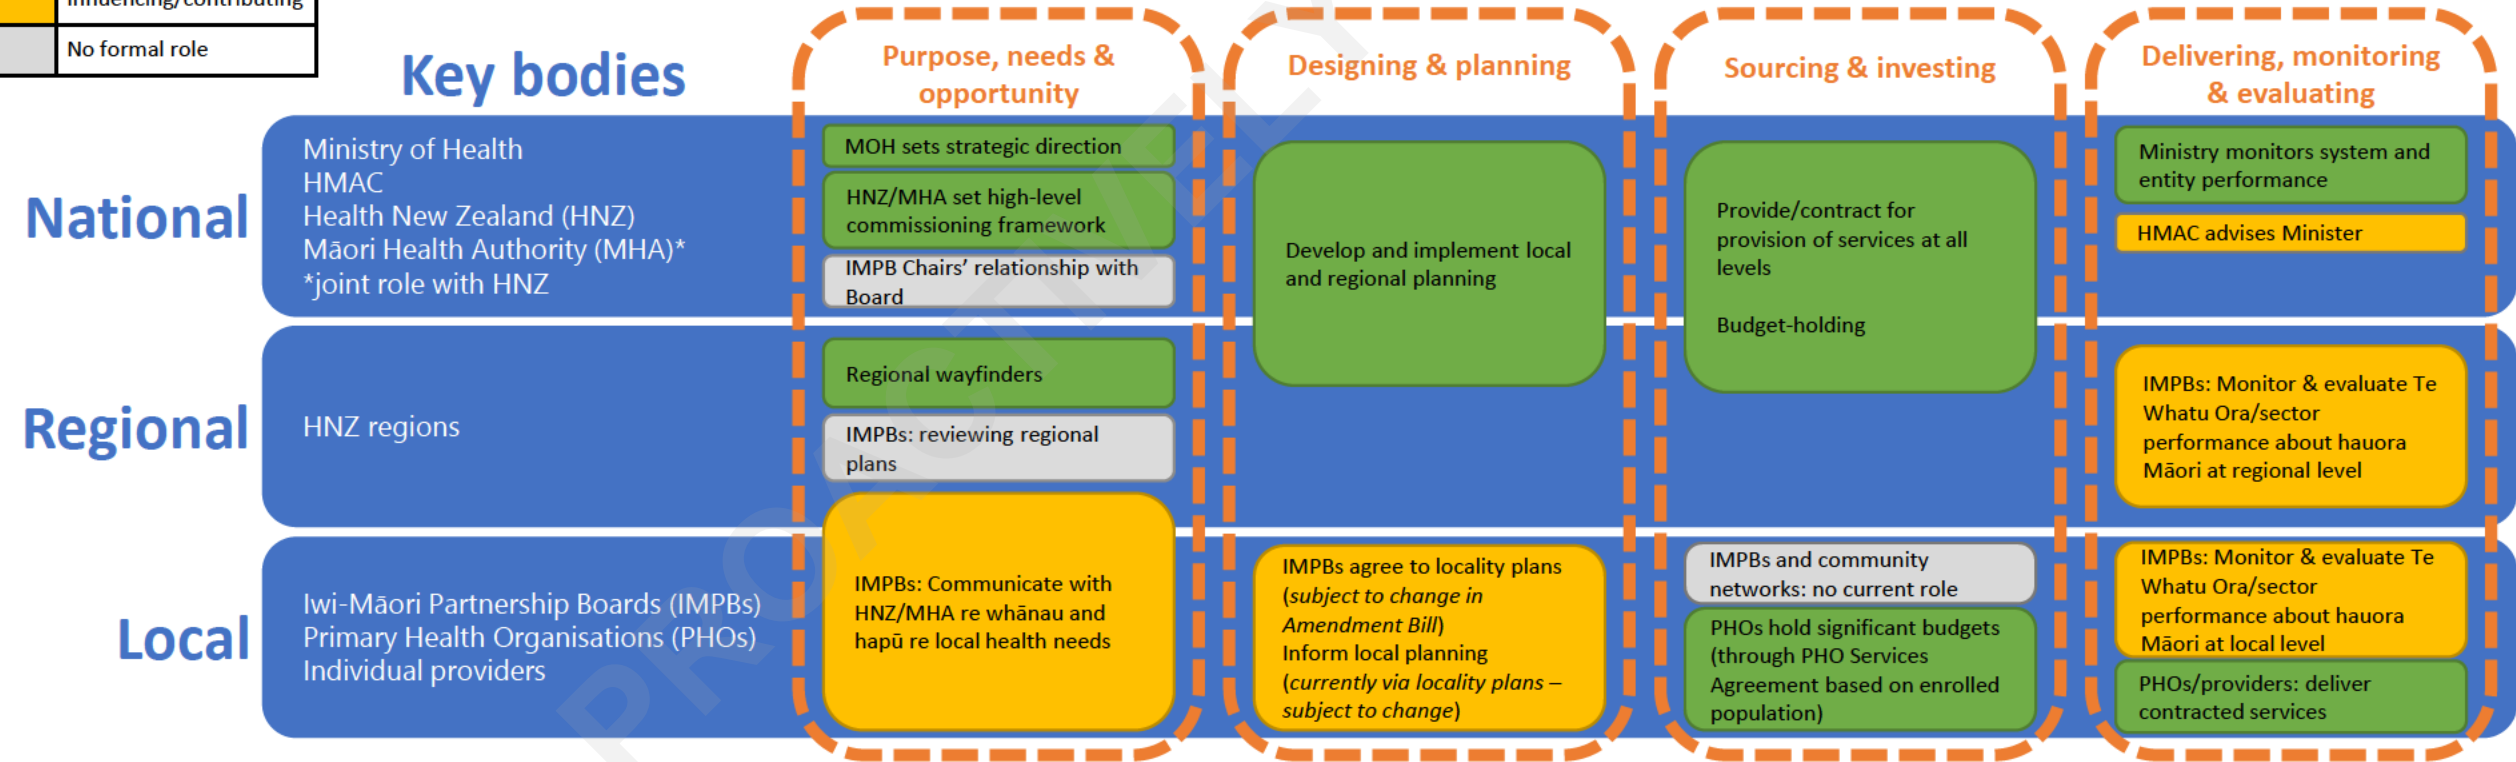 influencing/contributing
No formal role
Key bodies
Purpose, needs &
opportunity
Designing & planning
Sourcing & investing
Delivering, monitoring
& evaluating
National
Ministry of Health
HMAC
Health New Zealand (HNZ)
Māori Health Authority (MHA)*
*joint role with HNZ
MOH sets strategic direction
HNZ/MHA set high-level
commissioning framework
IMPB Chairs’ relationship with
Board
Develop and implement local
and regional planning
Provide/contract for
provision of services at all
levels
Budget-holding
Ministry monitors system and
entity performance
HMAC advises Minister
Regional
HNZ regions
Regional wayfinders
IMPBs: reviewing regional
plans
IMPBs: Monitor & evaluate Te
Whatu Ora/sector
performance about hauora
Māori at regional level
Local
Iwi-Māori Partnership Boards (IMPBs)
Primary Health Organisations (PHOs)
Individual providers
IMPBs: Communicate with
HNZ/MHA re whānau and
hapū re local health needs
IMPBs agree to locality plans
(subject to change in
Amendment Bill)
Inform local planning
(currently via locality plans –
subject to change)
IMPBs and community
networks: no current role
PHOs hold significant budgets
(through PHO Services
Agreement based on enrolled
population)
IMPBs: Monitor & evaluate Te
Whatu Ora/sector
performance about hauora
Māori at local level
PHOs/providers: deliver
contracted services
PROACTIVELY